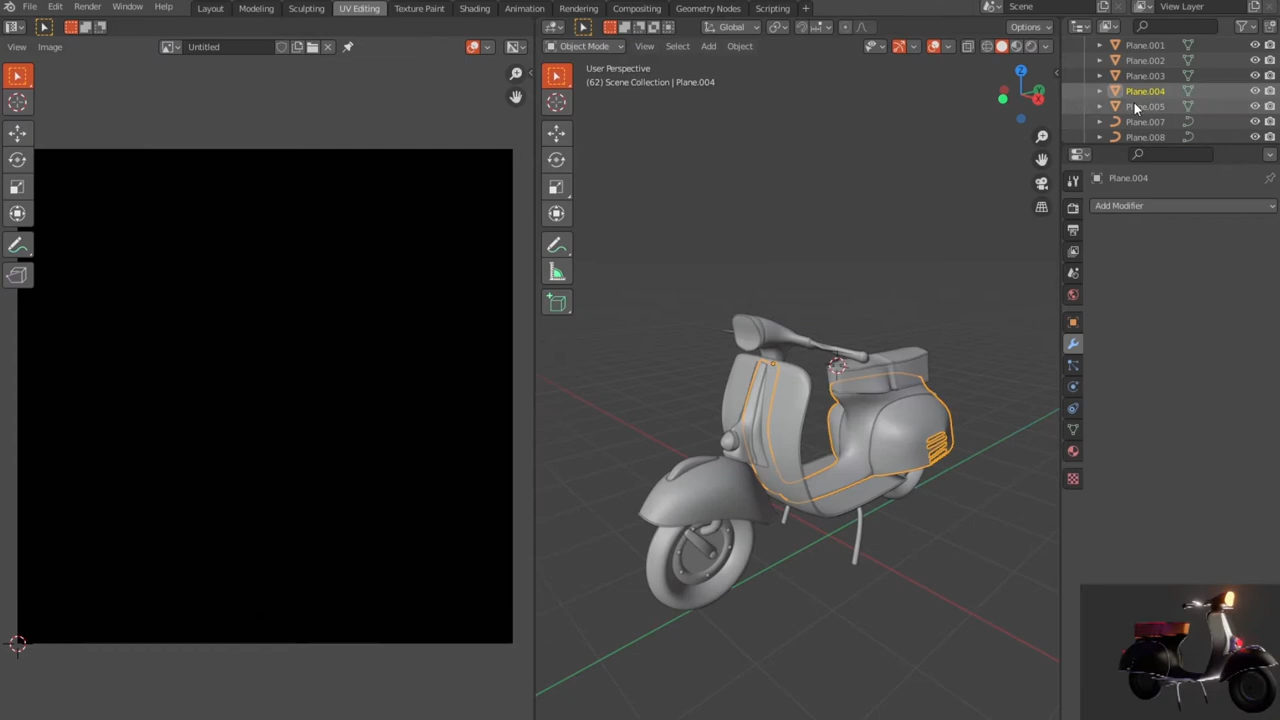 File Edit Render Window Help Layout Modeling Sculpting UV Editing Texture Paint Shading Animation Rendering Compositing Geometry Nodes Scripting + Scene View Layer
Untitled
Global
Options
View Image
Object Mode View Select Add Object
User Perspective
(62) Scene Collection | Plane.004
Z
Y
X
Plane.001
Plane.002
Plane.003
Plane.004
Plane.005
Plane.007
Plane.008
Plane.004
Add Modifier